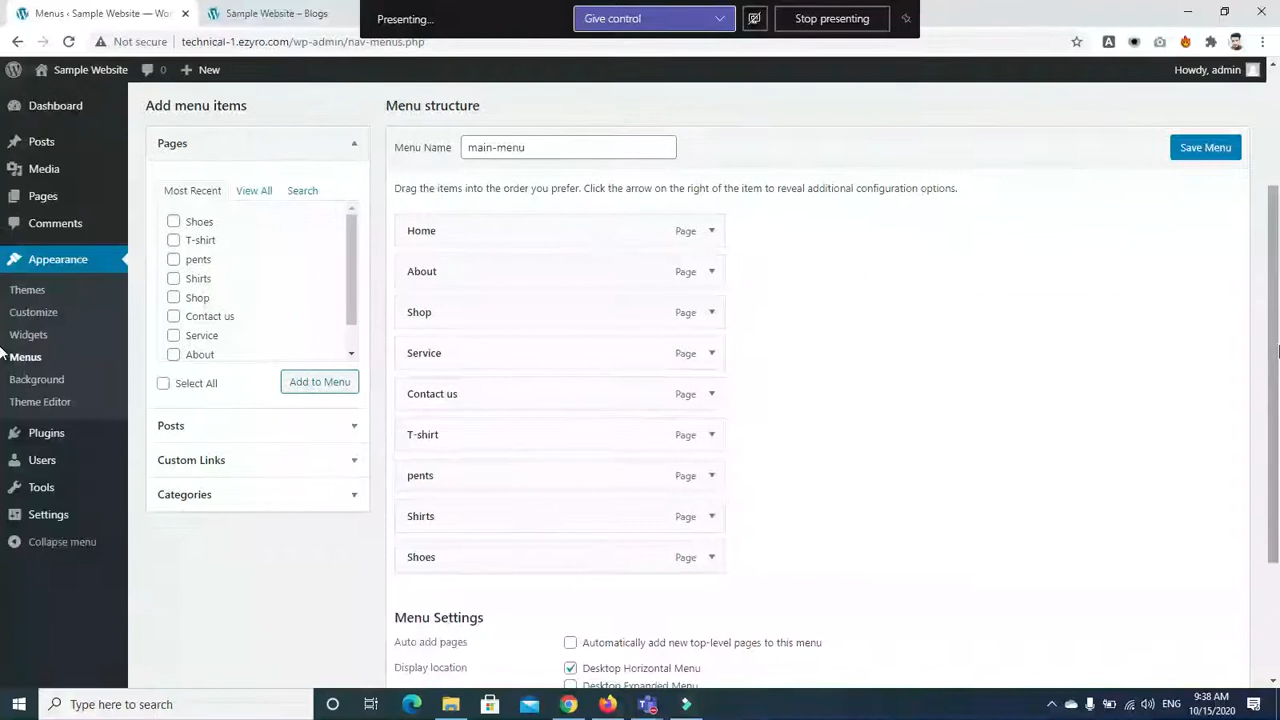 Menus ‹ Sample Website — Wo
Sample Website – Blogs
Presenting...
Give control
Stop presenting
Not secure
technical-1.ezyro.com/wp-admin/nav-menus.php
Sample Website
0
New
Howdy, admin
Dashboard
Posts
Media
Pages
Comments
Appearance
Themes
Customize
Widgets
Menus
Background
Theme Editor
Plugins
Users
Tools
Settings
Collapse menu
Add menu items
Pages
Most Recent
View All
Search
Shoes
T-shirt
pents
Shirts
Shop
Contact us
Service
About
Select All
Add to Menu
Posts
Custom Links
Categories
Menu structure
Menu Name
main-menu
Save Menu
Drag the items into the order you prefer. Click the arrow on the right of the item to reveal additional configuration options.
Home Page
About Page
Shop Page
Service Page
Contact us Page
T-shirt Page
pents Page
Shirts Page
Shoes Page
Menu Settings
Auto add pages
Automatically add new top-level pages to this menu
Display location
Desktop Horizontal Menu
Desktop Expanded Menu
Type here to search
ENG
9:38 AM
10/15/2020